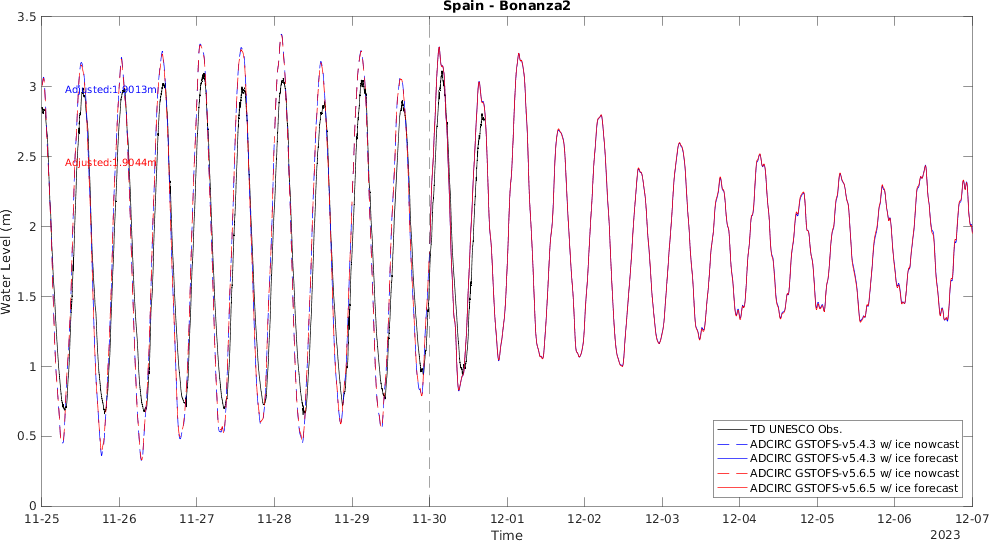 Spain - Bonanza2
3.5
3
2.5
2
1.5
1
0.5
0
Water Level (m)
Adjusted:1.9013m
Adjusted:1.9044m
TD UNESCO Obs.
ADCIRC GSTOFS-v5.4.3 w/ ice nowcast
ADCIRC GSTOFS-v5.4.3 w/ ice forecast
ADCIRC GSTOFS-v5.6.5 w/ ice nowcast
ADCIRC GSTOFS-v5.6.5 w/ ice forecast
11-25 11-26 11-27 11-28 11-29 11-30 12-01 12-02 12-03 12-04 12-05 12-06 12-07
Time
2023